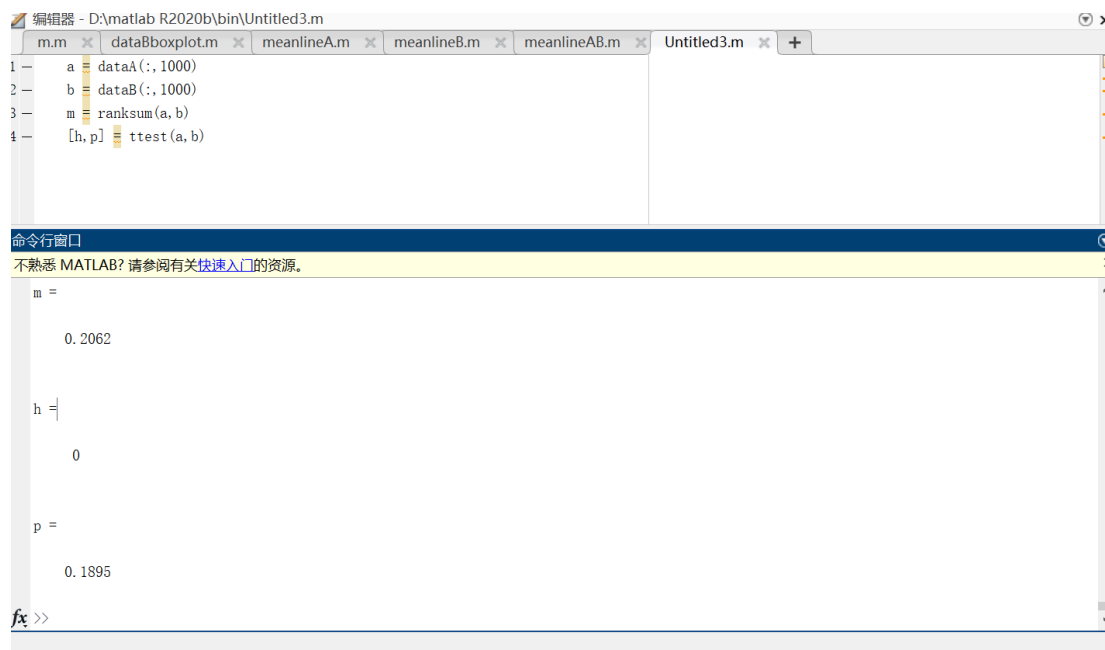 编辑器 - D:\matlab R2020b\bin\Untitled3.m
m.m dataBboxplot.m meanlineA.m meanlineB.m meanlineAB.m Untitled3.m +
1 — a = dataA(:,1000)
2 — b = dataB(:,1000)
3 — m = ranksum(a,b)
4 — [h,p] = ttest(a,b)
命令行窗口
不熟悉 MATLAB? 请参阅有关快速入门的资源。
m =
0.2062
h =
0
p =
0.1895
fx >>